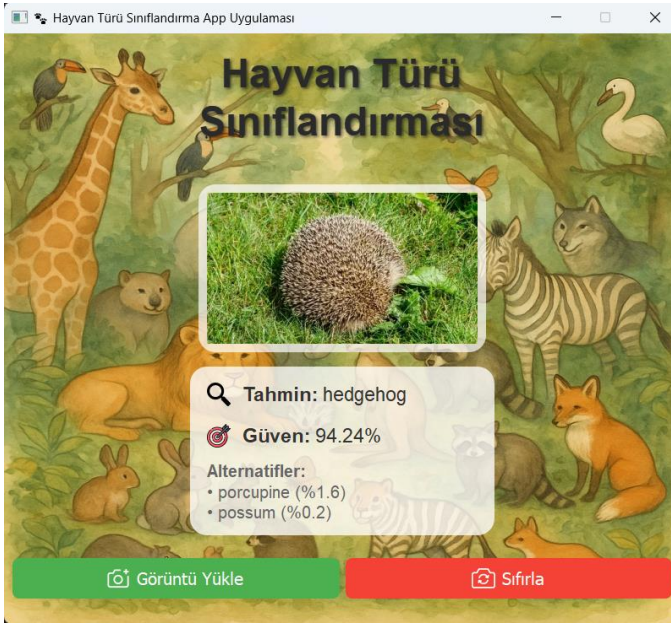 Hayvan Türü Sınıflandırma App Uygulaması
Hayvan Türü
Sınıflandırması
Tahmin: hedgehog
Güven: 94.24%
Alternatifler:
• porcupine (%1.6)
• possum (%0.2)
Görüntü Yükle
Sıfırla